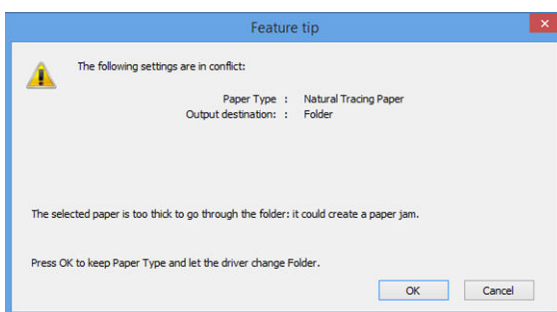 Feature tip
The following settings are in conflict:
Paper Type : Natural Tracing Paper
Output destination: : Folder
The selected paper is too thick to go through the folder: it could create a paper jam.
Press OK to keep Paper Type and let the driver change Folder.
OK Cancel